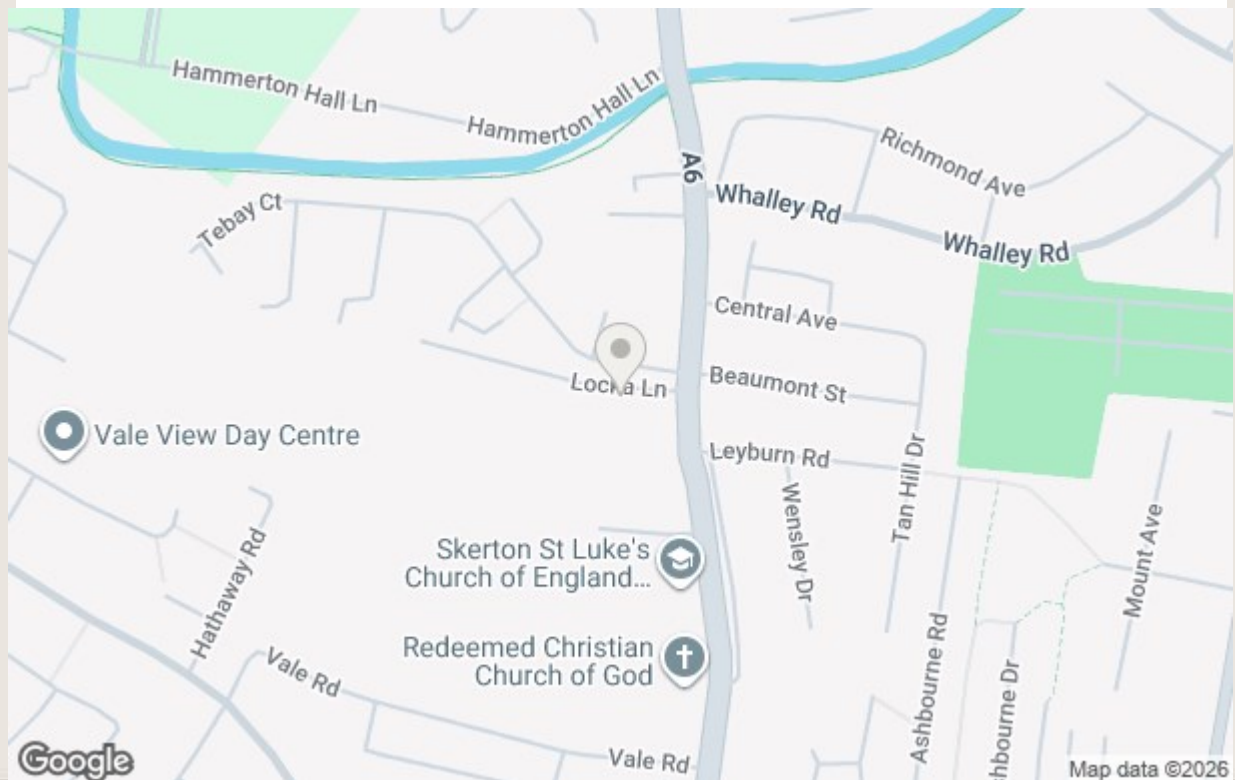 Hammerton Hall Ln
Hammerton Hall Ln
A6
Richmond Ave
Whalley Rd
Whalley Rd
Tebay Ct
Central Ave
Locka Ln
Beaumont St
Vale View Day Centre
Leyburn Rd
Tan Hill Dr
Wensley Dr
Mount Ave
Skerton St Luke's
Church of England...
Hathaway Rd
Redeemed Christian
Church of God
Ashbourne Rd
Vale Rd
Vale Rd
hbourne Dr
Google
Map data ©2026